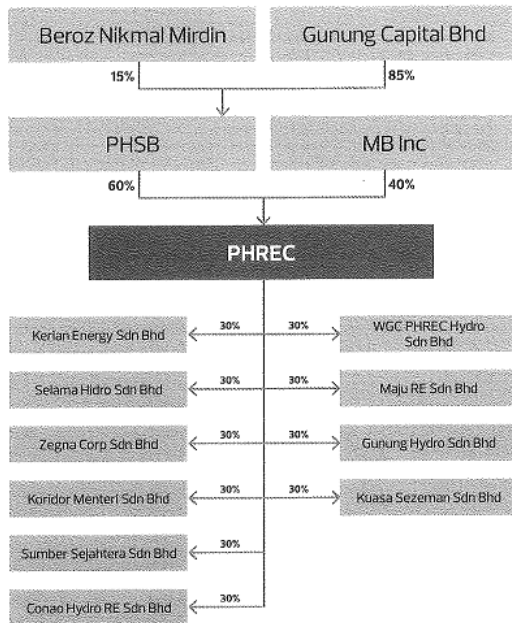 Beroz Nikmal Mirdin
Gunung Capital Bhd
15%
85%
PHSB
MB Inc
60%
40%
PHREC
30%
30%
Kerian Energy Sdn Bhd
WGC PHREC Hydro
Sdn Bhd
30%
30%
Selama Hidro Sdn Bhd
Maju RE Sdn Bhd
30%
30%
Zegna Corp Sdn Bhd
Gunung Hydro Sdn Bhd
30%
30%
Koridor Menteri Sdn Bhd
Kuasa Sezeman Sdn Bhd
30%
Sumber Sejahtera Sdn Bhd
30%
Conao Hydro RE Sdn Bhd